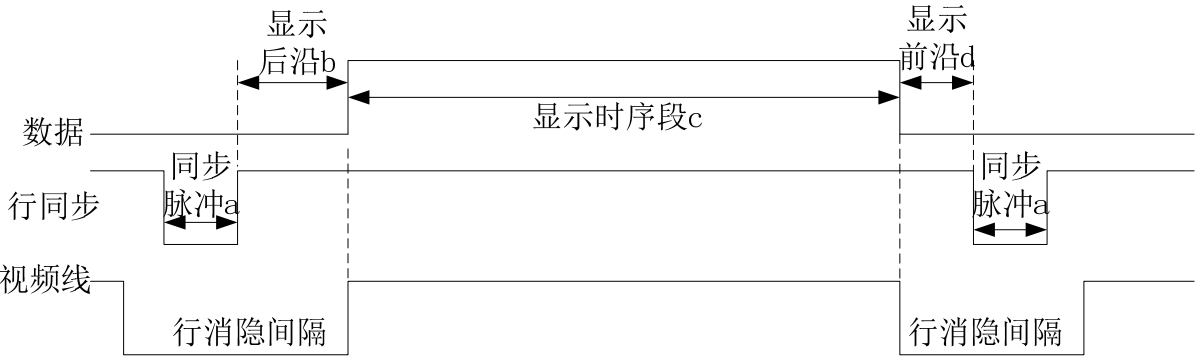 显示
后沿b
显示
前沿d
显示时序段c
数据
同步
脉冲a
同步
脉冲a
行同步
视频线
行消隐间隔
行消隐间隔